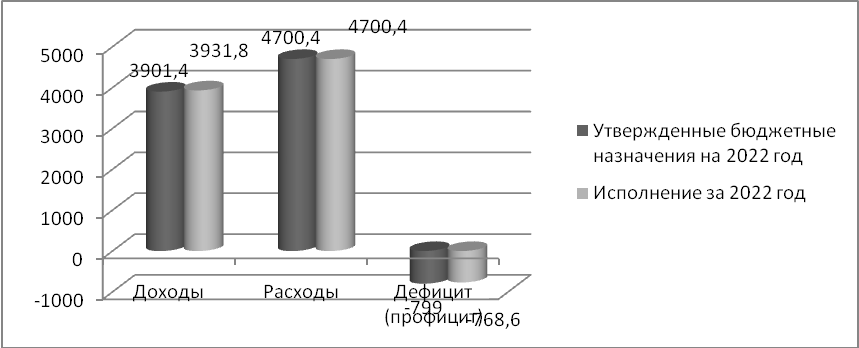 4700,4
4700,4
3931,8
3901,4
5000
4000
3000
2000
1000
0
-1000
Доходы
Расходы
Дефицит
(профицит)
-799
-768,6
Утвержденные бюджетные
назначения на 2022 год
Исполнение за 2022 год